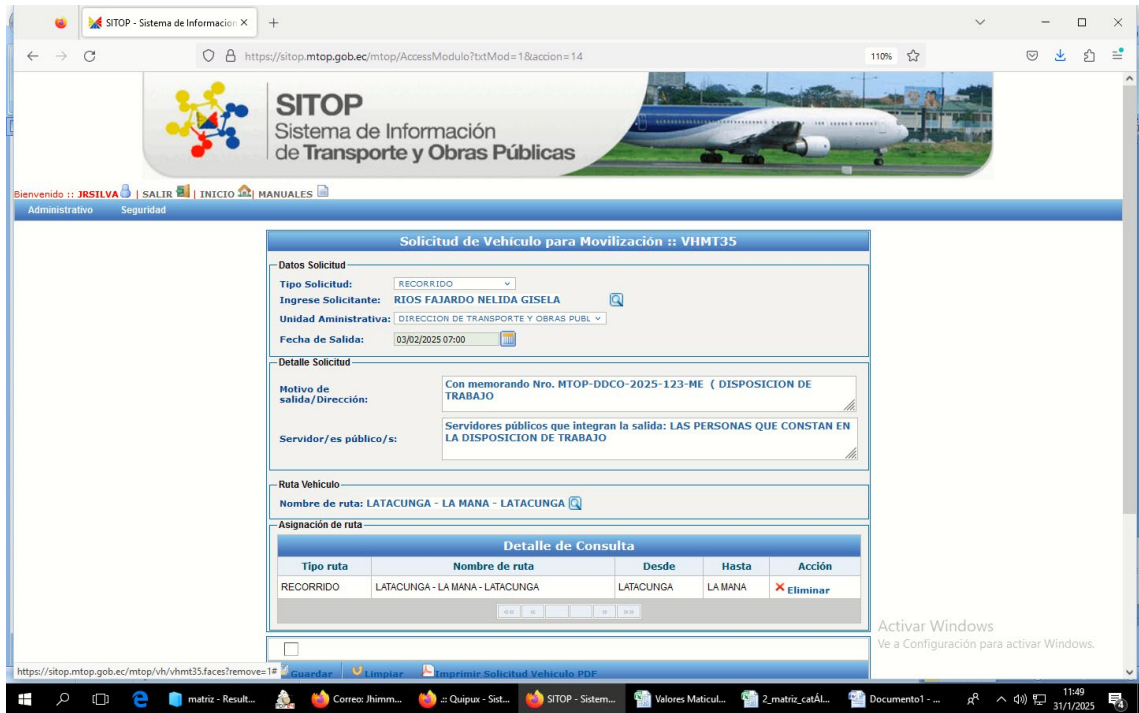 SITOP - Sistema de Informacion
https://sitop.mtop.gob.ec/mtop/AccessModulo?txtMod=1&accion=14
110%
SITOP
Sistema de Información
de Transporte y Obras Públicas
Bienvenido :: JRSILVA | SALIR | INICIO | MANUALES
Administrativo Seguridad
Solicitud de Vehículo para Movilización :: VHMT35
Datos Solicitud
Tipo Solicitud: RECORRIDO
Ingrese Solicitante: RIOS FAJARDO NELIDA GISELA
Unidad Aministrativa: DIRECCION DE TRANSPORTE Y OBRAS PUBL
Fecha de Salida: 03/02/2025 07:00
Detalle Solicitud
Motivo de
salida/Dirección:
Con memorando Nro. MTOP-DDCO-2025-123-ME ( DISPOSICION DE
TRABAJO
Servidor/es público/s:
Servidores públicos que integran la salida: LAS PERSONAS QUE CONSTAN EN
LA DISPOSICION DE TRABAJO
Ruta Vehiculo
Nombre de ruta: LATACUNGA - LA MANA - LATACUNGA
Asignación de ruta
Detalle de Consulta
Tipo ruta Nombre de ruta Desde Hasta Acción
RECORRIDO LATACUNGA - LA MANA - LATACUNGA LATACUNGA LA MANA Eliminar
«« « » »»
Activar Windows
Ve a Configuración para activar Windows.
https://sitop.mtop.gob.ec/mtop/vh/vhmt35.faces?remove=1#
Guardar Limpiar Imprimir Solicitud Vehiculo PDF
matriz - Result... Correo: Jhimm... .:: Quipux - Sist... SITOP - Sistem... Valores Maticul... 2_matriz_catÁl... Documento1 - ...
11:49
31/1/2025
4